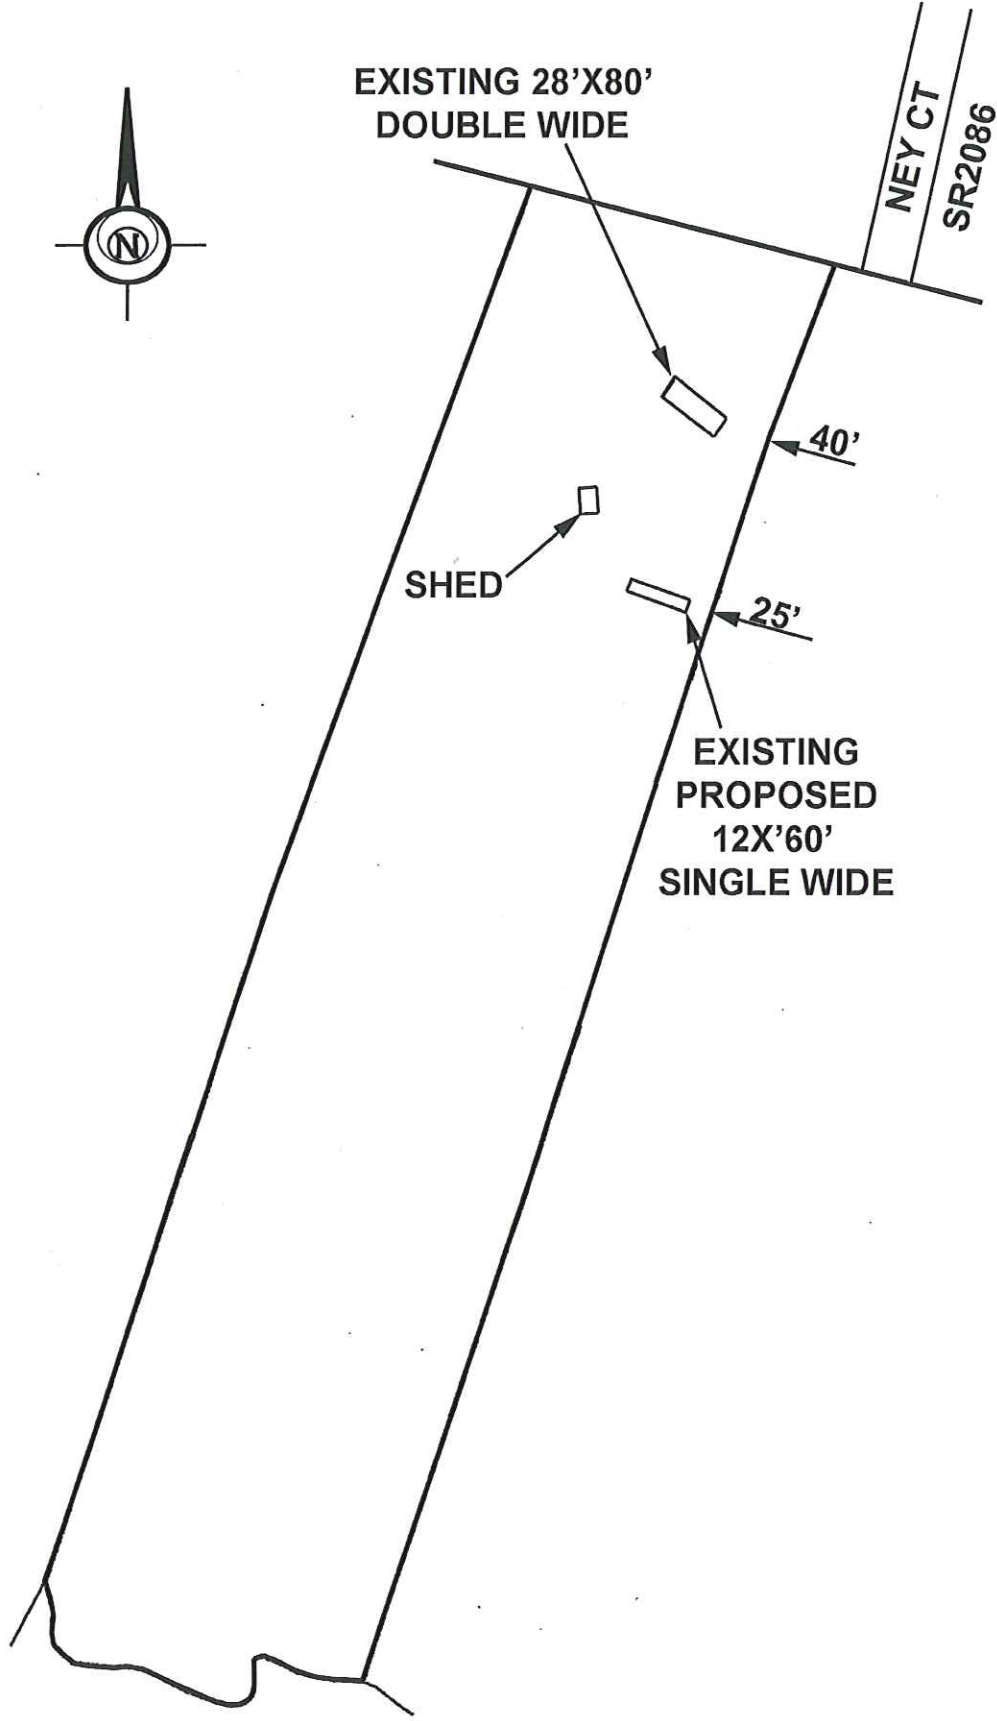 EXISTING 28'X80'
DOUBLE WIDE
NEY CT
SR2086
N
40'
SHED
25'
EXISTING
PROPOSED
12X'60'
SINGLE WIDE